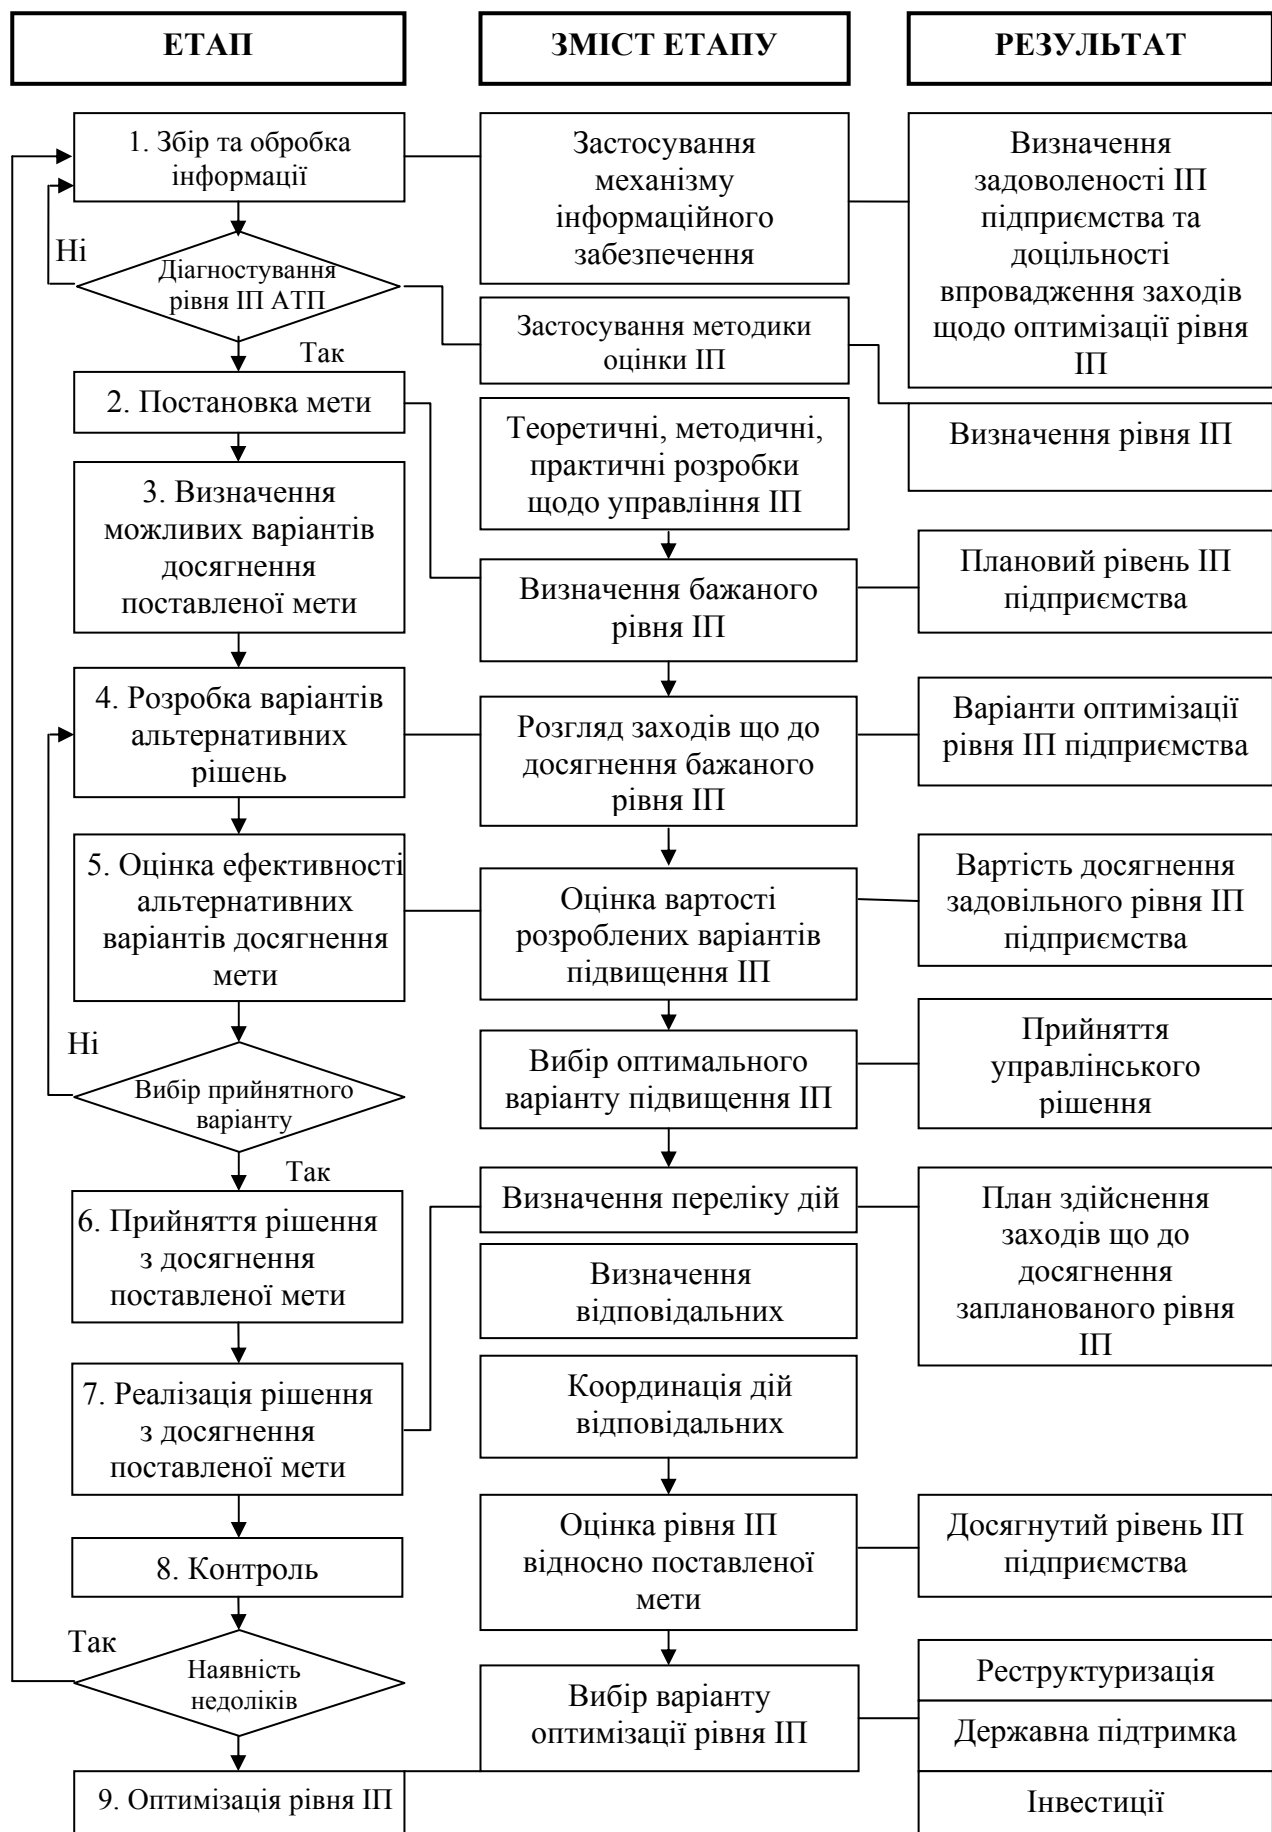 ЕТАП
ЗМІСТ ЕТАПУ
РЕЗУЛЬТАТ
1. Збір та обробка
інформації
Ні
Діагностування
рівня ІП АТП
Так
2. Постановка мети
3. Визначення
можливих варіантів
досягнення
поставленої мети
4. Розробка варіантів
альтернативних
рішень
5. Оцінка ефективності
альтернативних
варіантів досягнення
мети
Ні
Вибір прийнятного
варіанту
Так
6. Прийняття рішення
з досягнення
поставленої мети
7. Реалізація рішення
з досягнення
поставленої мети
8. Контроль
Так
Наявність
недоліків
9. Оптимізація рівня ІП
Застосування
механізму
інформаційного
забезпечення
Застосування методики
оцінки ІП
Теоретичні, методичні,
практичні розробки
щодо управління ІП
Визначення бажаного
рівня ІП
Розгляд заходів що до
досягнення бажаного
рівня ІП
Оцінка вартості
розроблених варіантів
підвищення ІП
Вибір оптимального
варіанту підвищення ІП
Визначення переліку дій
Визначення
відповідальних
Координація дій
відповідальних
Оцінка рівня ІП
відносно поставленої
мети
Вибір варіанту
оптимізації рівня ІП
Визначення
задоволеності ІП
підприємства та
доцільності
впровадження заходів
щодо оптимізації рівня
ІП
Визначення рівня ІП
Плановий рівень ІП
підприємства
Варіанти оптимізації
рівня ІП підприємства
Вартість досягнення
задовільного рівня ІП
підприємства
Прийняття
управлінського
рішення
План здійснення
заходів що до
досягнення
запланованого рівня
ІП
Досягнутий рівень ІП
підприємства
Реструктуризація
Державна підтримка
Інвестиції